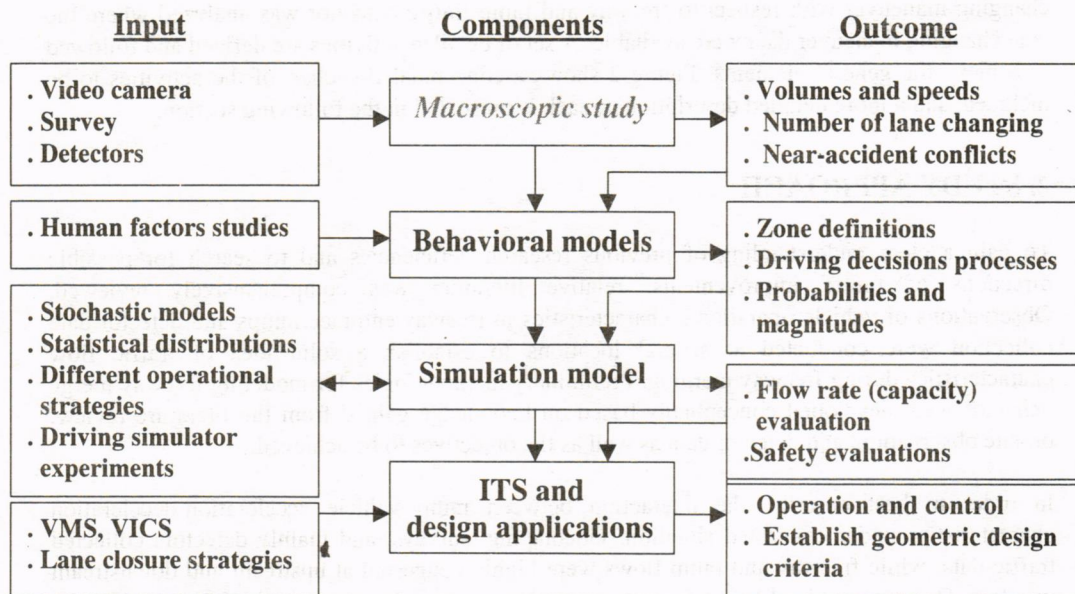 Input
Components
Outcome
. Video camera
. Survey
. Detectors
Macroscopic study
. Volumes and speeds
. Number of lane changing
. Near-accident conflicts
. Human factors studies
Behavioral models
. Zone definitions
. Driving decisions processes
. Probabilities and
magnitudes
. Stochastic models
. Statistical distributions
. Different operational
strategies
. Driving simulator
experiments
Simulation model
. Flow rate (capacity)
evaluation
.Safety evaluations
. VMS, VICS
. Lane closure strategies
ITS and
design applications
. Operation and control
. Establish geometric design
criteria